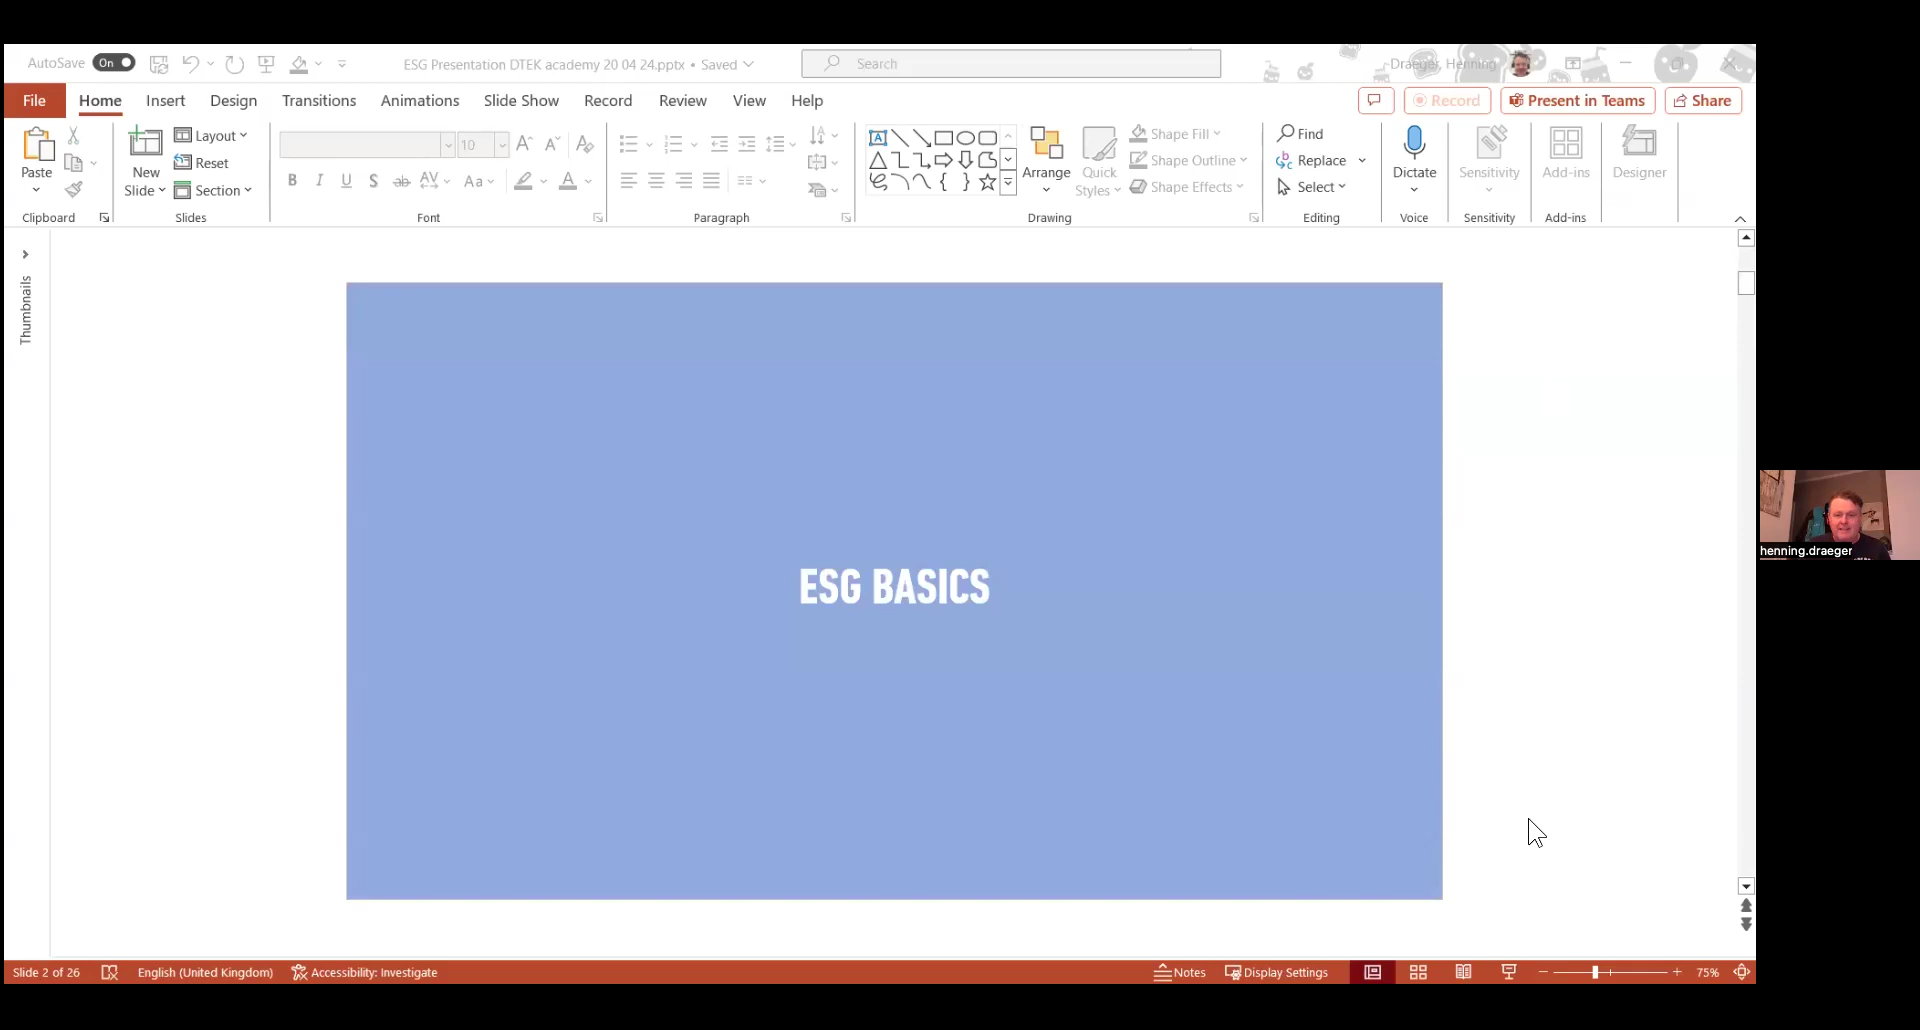 AutoSave On ESG Presentation DTEK academy 20 04 24.pptx • Saved Search Draeger, Henning
File Home Insert Design Transitions Animations Slide Show Record Review View Help Record Present in Teams Share
Paste
New Slide
Layout
Reset
Section
10
B I U S ab AV Aa A
Arrange
Quick Styles
Shape Fill
Shape Outline
Shape Effects
Find
Replace
Select
Dictate
Sensitivity
Add-ins
Designer
Clipboard Slides Font Paragraph Drawing Editing Voice Sensitivity Add-ins
Thumbnails
ESG BASICS
henning.draeger
Slide 2 of 26 English (United Kingdom) Accessibility: Investigate Notes Display Settings 75%